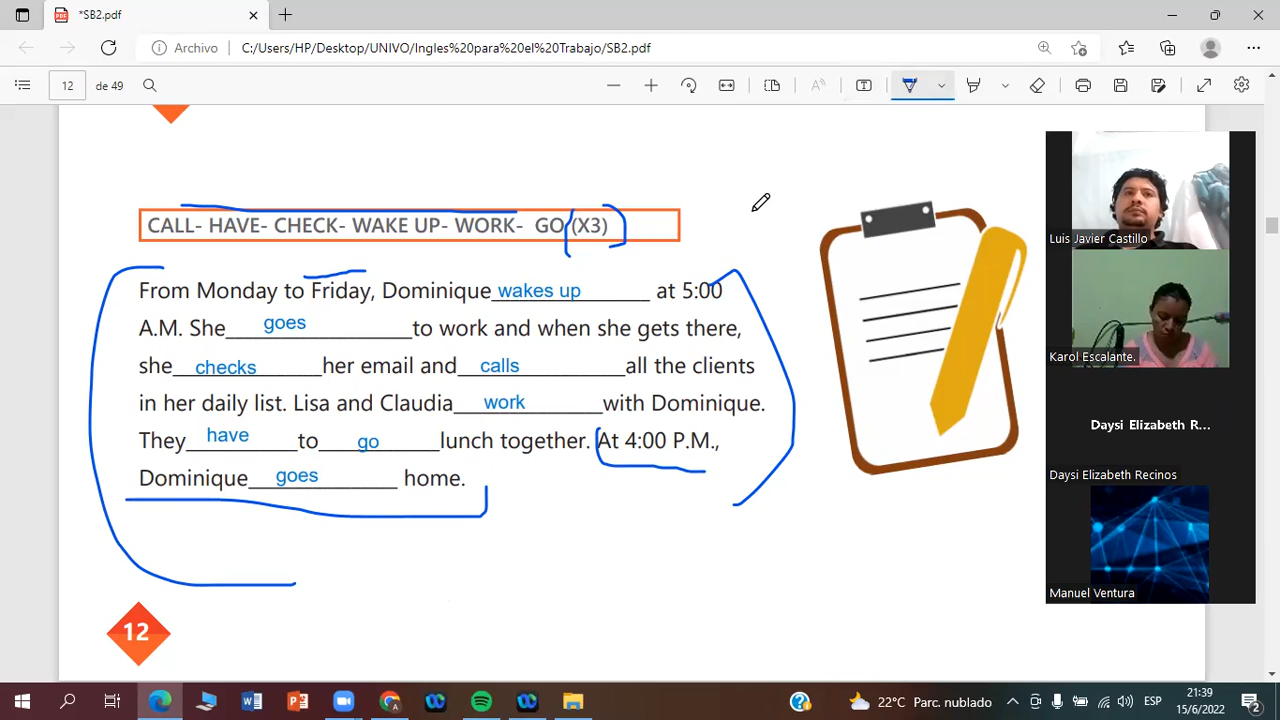 *SB2.pdf
Archivo C:/Users/HP/Desktop/UNIVO/Ingles%20para%20el%20Trabajo/SB2.pdf
12 de 49
CALL- HAVE- CHECK- WAKE UP- WORK- GO (X3)
From Monday to Friday, Dominique wakes up at 5:00
A.M. She goes to work and when she gets there,
she checks her email and calls all the clients
in her daily list. Lisa and Claudia work with Dominique.
They have to go lunch together. At 4:00 P.M.,
Dominique goes home.
12
Luis Javier Castillo
Karol Escalante.
Daysi Elizabeth R...
Daysi Elizabeth Recinos
Manuel Ventura
22°C Parc. nublado
ESP
21:39
15/6/2022
2